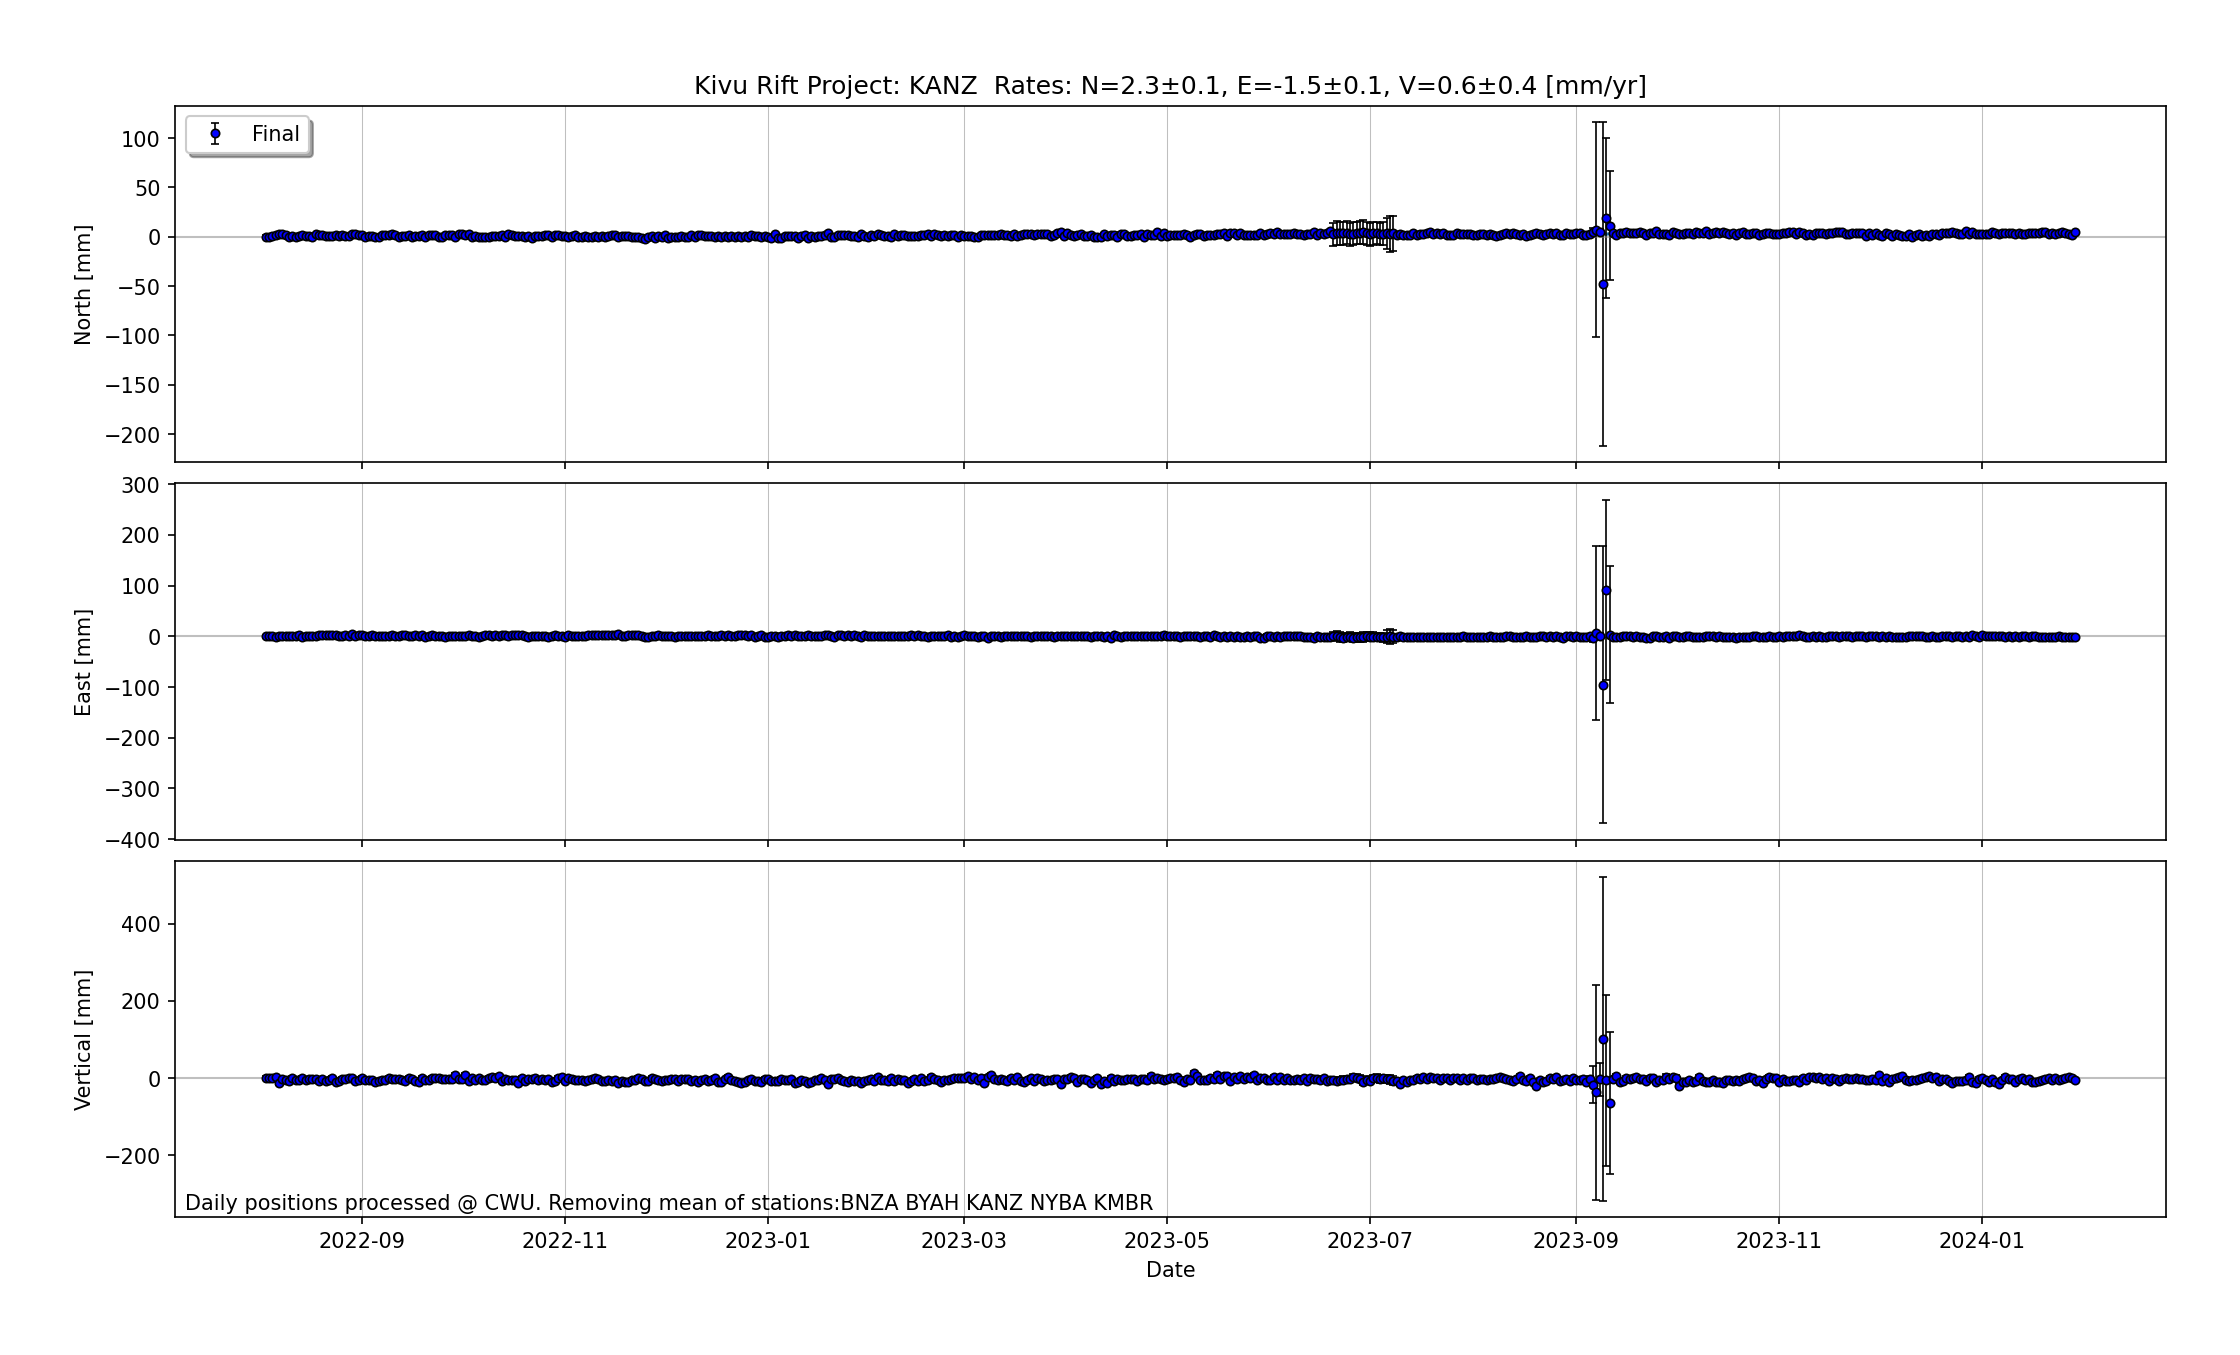 Kivu Rift Project: KANZ  Rates: N=2.3±0.1, E=-1.5±0.1, V=0.6±0.4 [mm/yr]
Final
North [mm]
100
50
0
−50
−100
−150
−200
East [mm]
300
200
100
0
−100
−200
−300
−400
Vertical [mm]
400
200
0
−200
Daily positions processed @ CWU. Removing mean of stations:BNZA BYAH KANZ NYBA KMBR
2022-09 2022-11 2023-01 2023-03 2023-05 2023-07 2023-09 2023-11 2024-01
Date